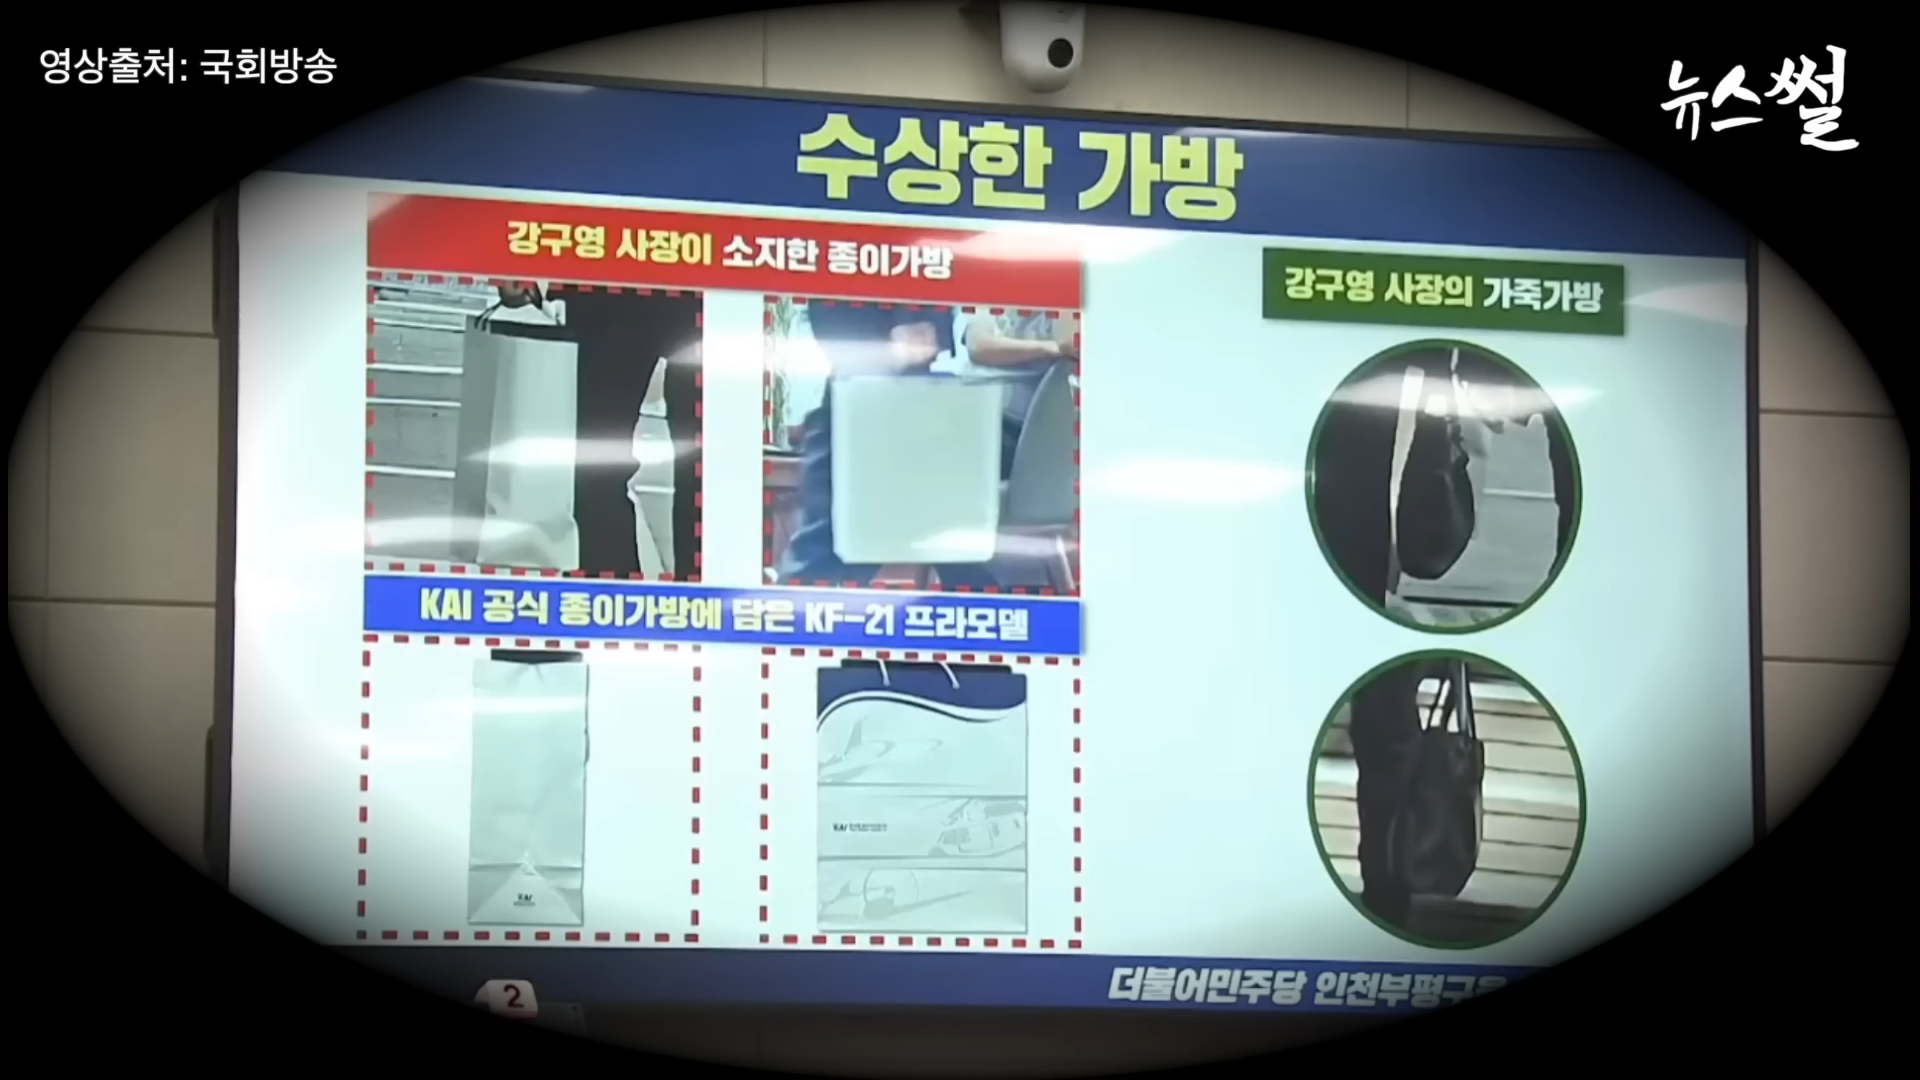 영상출처: 국회방송
뉴스썰
수상한 가방
강구영 사장이 소지한 종이가방
강구영 사장의 가죽가방
KAI 공식 종이가방에 담은 KF-21 프라모델
KAI
KAI
더불어민주당 인천부평구을
2